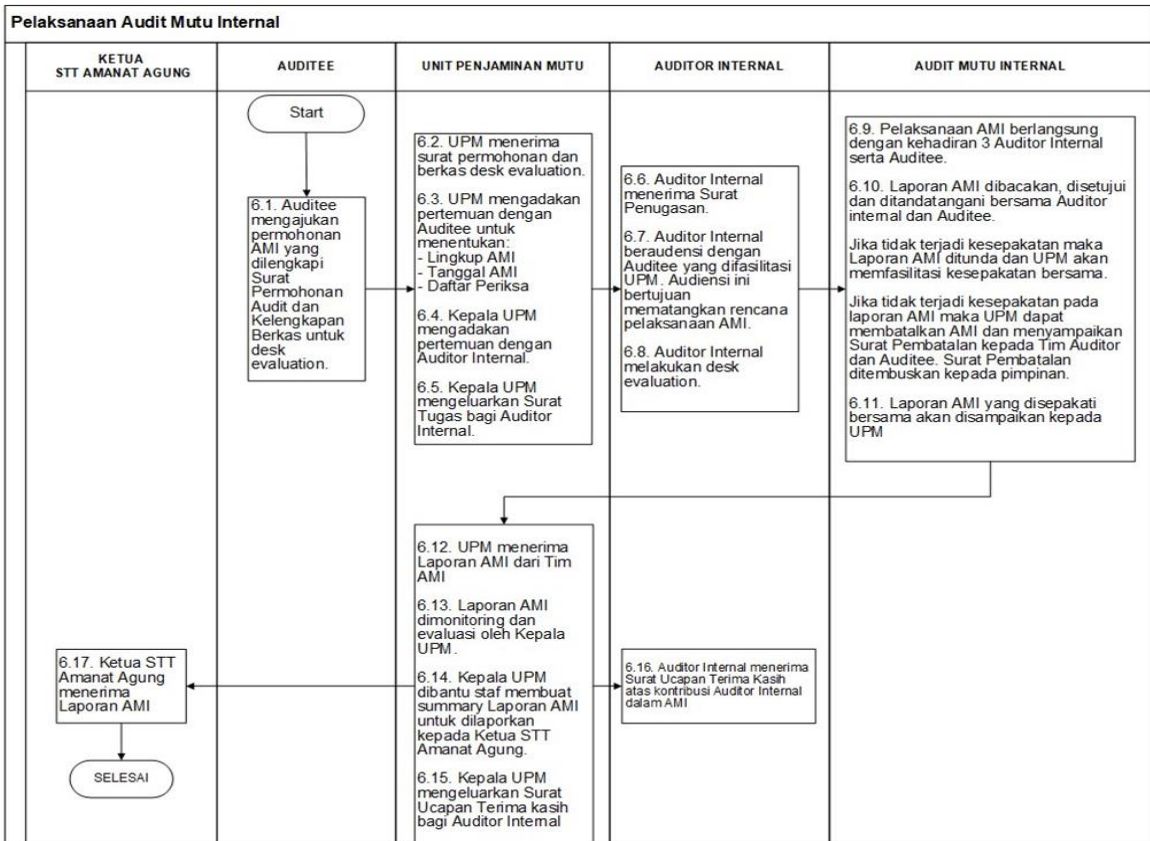 Pelaksanaan Audit Mutu Internal
KETUA
STT AMANAT AGUNG
AUDITEE
UNIT PENJAMINAN MUTU
AUDITOR INTERNAL
AUDIT MUTU INTERNAL
Start
6.1. Auditee
mengajukan
permohonan
AMI yang
dilengkapi
Surat
Permohonan
Audit dan
Kelengkapan
Berkas untuk
desk
evaluation.
6.2. UPM menerima
surat permohonan dan
berkas desk evaluation.
6.3. UPM mengadakan
pertemuan dengan
Auditee untuk
menentukan:
- Lingkup AMI
- Tanggal AMI
- Daftar Periksa
6.4. Kepala UPM
mengadakan
pertemuan dengan
Auditor Internal.
6.5. Kepala UPM
mengeluarkan Surat
Tugas bagi Auditor
Internal.
6.6. Auditor Internal
menerima Surat
Penugasan.
6.7. Auditor Internal
beraudensi dengan
Auditee yang difasilitasi
UPM. Audiensi ini
bertujuan
mematangkan rencana
pelaksanaan AMI.
6.8. Auditor Internal
melakukan desk
evaluation.
6.9. Pelaksanaan AMI berlangsung
dengan kehadiran 3 Auditor Internal
serta Auditee.
6.10. Laporan AMI dibacakan, disetujui
dan ditandatangani bersama Auditor
internal dan Auditee.
Jika tidak terjadi kesepakatan maka
Laporan AMI ditunda dan UPM akan
memfasilitasi kesepakatan bersama.
Jika tidak terjadi kesepakatan pada
laporan AMI maka UPM dapat
membatalkan AMI dan menyampaikan
Surat Pembatalan kepada Tim Auditor
dan Auditee. Surat Pembatalan
ditembuskan kepada pimpinan.
6.11. Laporan AMI yang disepakati
bersama akan disampaikan kepada
UPM
6.12. UPM menerima
Laporan AMI dari Tim
AMI
6.13. Laporan AMI
dimonitoring dan
evaluasi oleh Kepala
UPM.
6.14. Kepala UPM
dibantu staf membuat
summary Laporan AMI
untuk dilaporkan
kepada Ketua STT
Amanat Agung.
6.15. Kepala UPM
mengeluarkan Surat
Ucapan Terima kasih
bagi Auditor Internal
6.16. Auditor Internal menerima
Surat Ucapan Terima Kasih
atas kontribusi Auditor Internal
dalam AMI
6.17. Ketua STT
Amanat Agung
menerima
Laporan AMI
SELESAI